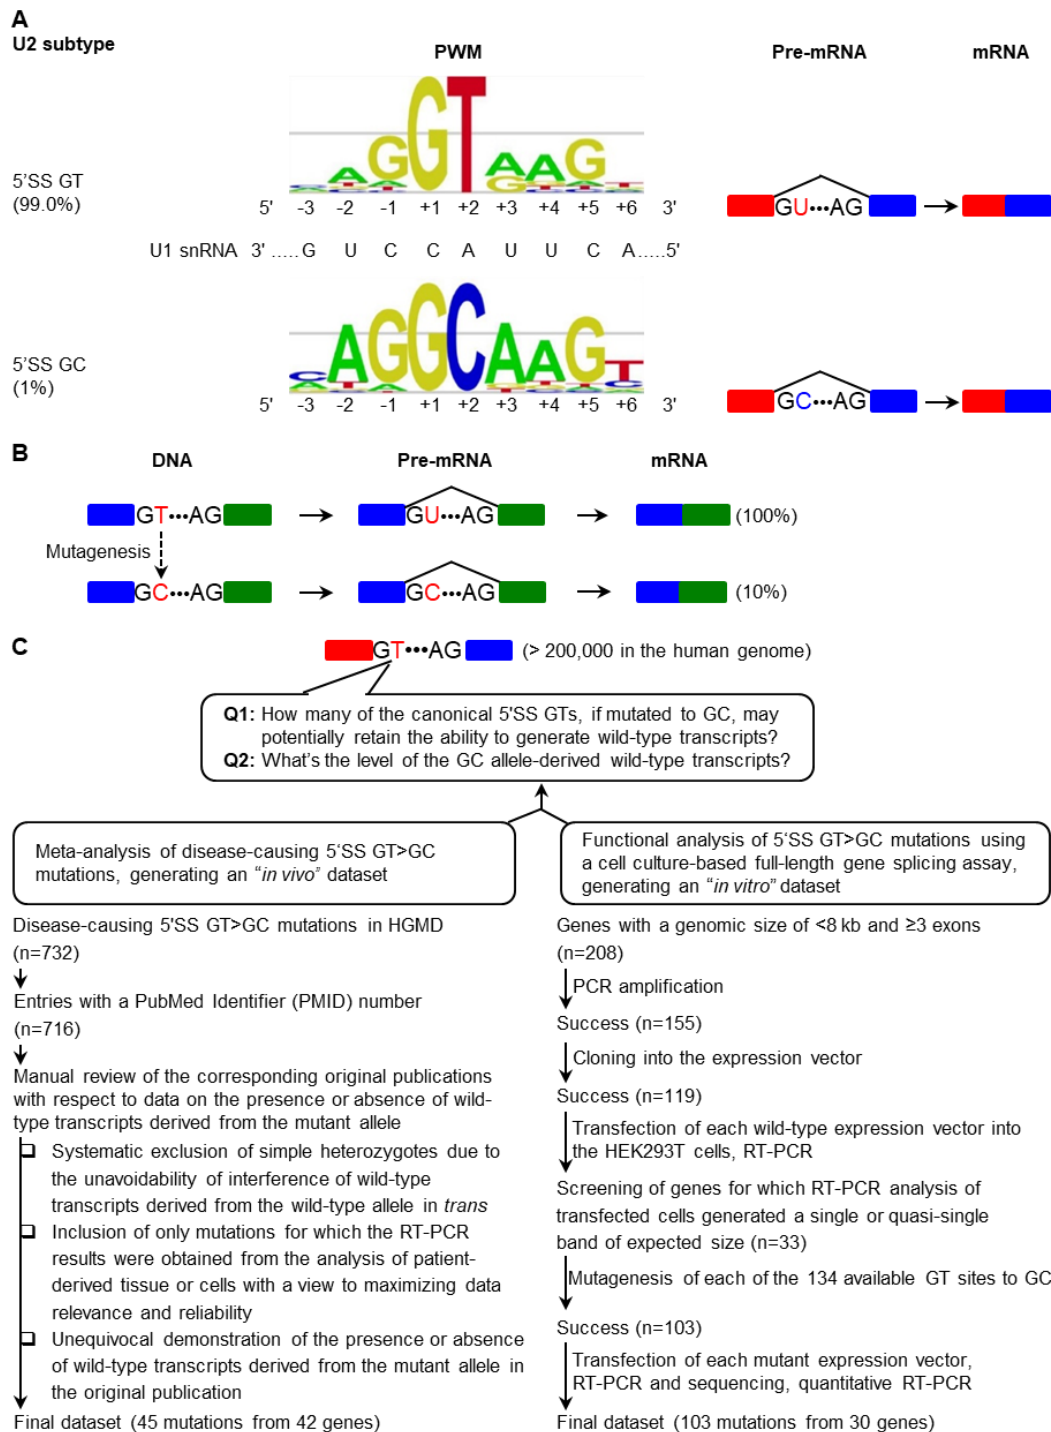 A
U2 subtype
PWM
Pre-mRNA
mRNA
5'SS GT
(99.0%)
GT
AGGTAAGT
5' -3 -2 -1 +1 +2 +3 +4 +5 +6 3'
GU•••AG
U1 snRNA 3' .....G U C C A U U C A.....5'
AGGCAAGT
5'SS GC
(1%)
5' -3 -2 -1 +1 +2 +3 +4 +5 +6 3'
GC•••AG
B
DNA
Pre-mRNA
mRNA
GT•••AG
GU•••AG
(100%)
Mutagenesis
GC•••AG
GC•••AG
(10%)
C
GT•••AG (> 200,000 in the human genome)
Q1: How many of the canonical 5'SS GTs, if mutated to GC, may
potentially retain the ability to generate wild-type transcripts?
Q2: What's the level of the GC allele-derived wild-type transcripts?
Meta-analysis of disease-causing 5'SS GT>GC
mutations, generating an “in vivo” dataset
Functional analysis of 5'SS GT>GC mutations using
a cell culture-based full-length gene splicing assay,
generating an “in vitro” dataset
Disease-causing 5'SS GT>GC mutations in HGMD
(n=732)
Entries with a PubMed Identifier (PMID) number
(n=716)
Manual review of the corresponding original publications
with respect to data on the presence or absence of wild-
type transcripts derived from the mutant allele
Systematic exclusion of simple heterozygotes due to
the unavoidability of interference of wild-type
transcripts derived from the wild-type allele in trans
Inclusion of only mutations for which the RT-PCR
results were obtained from the analysis of patient-
derived tissue or cells with a view to maximizing data
relevance and reliability
Unequivocal demonstration of the presence or absence
of wild-type transcripts derived from the mutant allele in
the original publication
Final dataset (45 mutations from 42 genes)
Genes with a genomic size of <8 kb and ≥3 exons
(n=208)
PCR amplification
Success (n=155)
Cloning into the expression vector
Success (n=119)
Transfection of each wild-type expression vector into
the HEK293T cells, RT-PCR
Screening of genes for which RT-PCR analysis of
transfected cells generated a single or quasi-single
band of expected size (n=33)
Mutagenesis of each of the 134 available GT sites to GC
Success (n=103)
Transfection of each mutant expression vector,
RT-PCR and sequencing, quantitative RT-PCR
Final dataset (103 mutations from 30 genes)